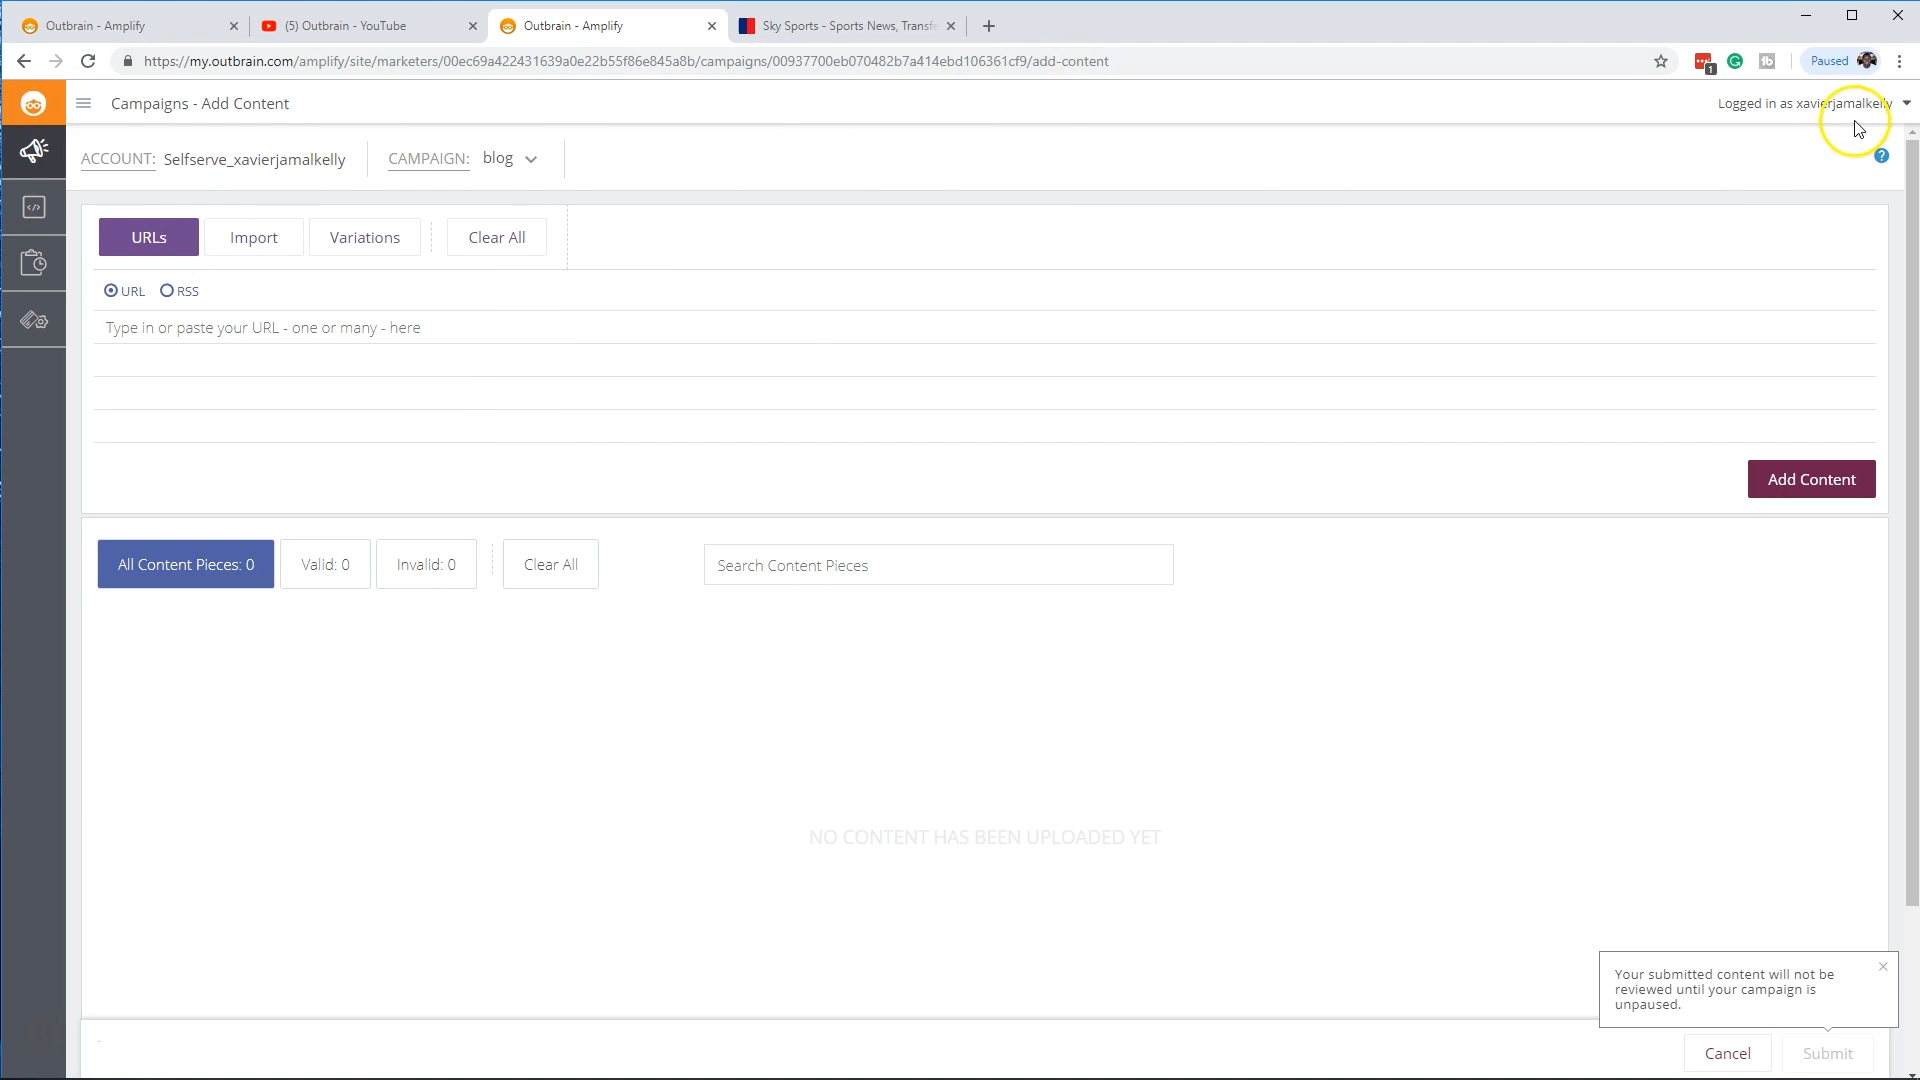 Outbrain - Amplify
(5) Outbrain - YouTube
Outbrain - Amplify
Sky Sports - Sports News, Transfe
https://my.outbrain.com/amplify/site/marketers/00ec69a422431639a0e22b55f86e845a8b/campaigns/00937700eb070482b7a414ebd106361cf9/add-content
1
Paused
Campaigns - Add Content
Logged in as xavierjamalkelly
ACCOUNT: Selfserve_xavierjamalkelly
CAMPAIGN: blog
?
URLs
Import
Variations
Clear All
URL
RSS
Type in or paste your URL - one or many - here
Add Content
All Content Pieces: 0
Valid: 0
Invalid: 0
Clear All
Search Content Pieces
NO CONTENT HAS BEEN UPLOADED YET
Your submitted content will not be
reviewed until your campaign is
unpaused.
Cancel
Submit